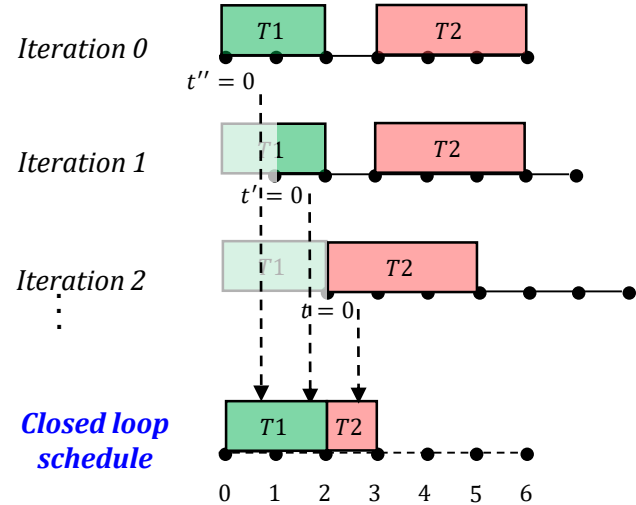 Iteration 0
T1
T2
t'' = 0
Iteration 1
T1
T2
t' = 0
Iteration 2
T1
T2
t = 0
Closed loop
schedule
T1
T2
0 1 2 3 4 5 6